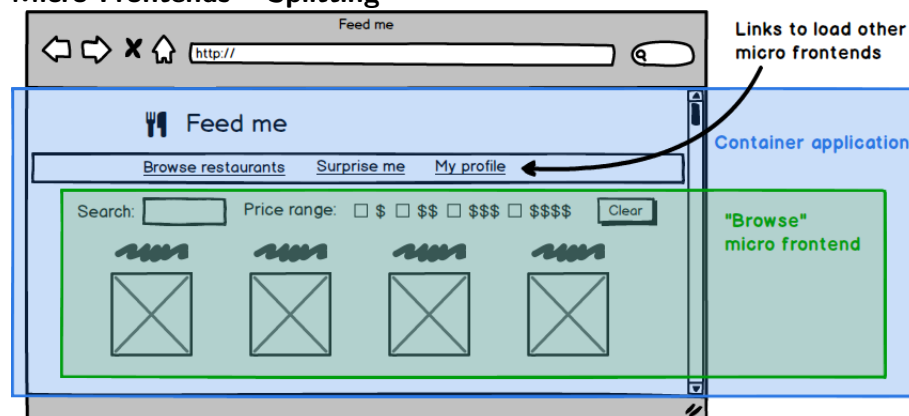 Micro Frontends – Splitting
Feed me
http://
Links to load other
micro frontends
Feed me
Container application
Browse restaurants Surprise me My profile
Search: Price range: $ $$ $$$ $$$$ Clear
"Browse"
micro frontend